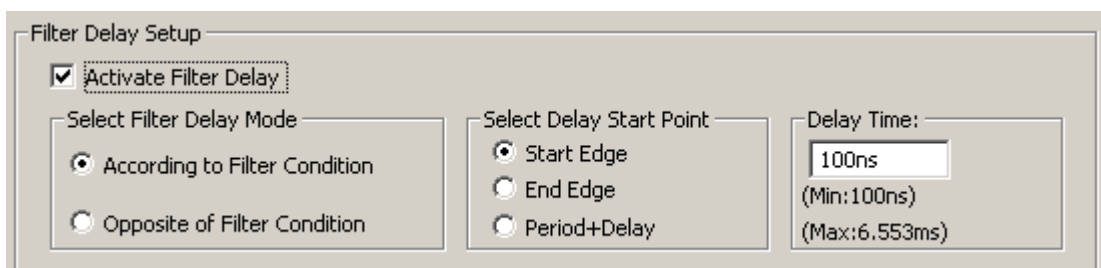 Filter Delay Setup
Activate Filter Delay
Select Filter Delay Mode
According to Filter Condition
Opposite of Filter Condition
Select Delay Start Point
Start Edge
End Edge
Period+Delay
Delay Time:
100ns
(Min:100ns)
(Max:6.553ms)